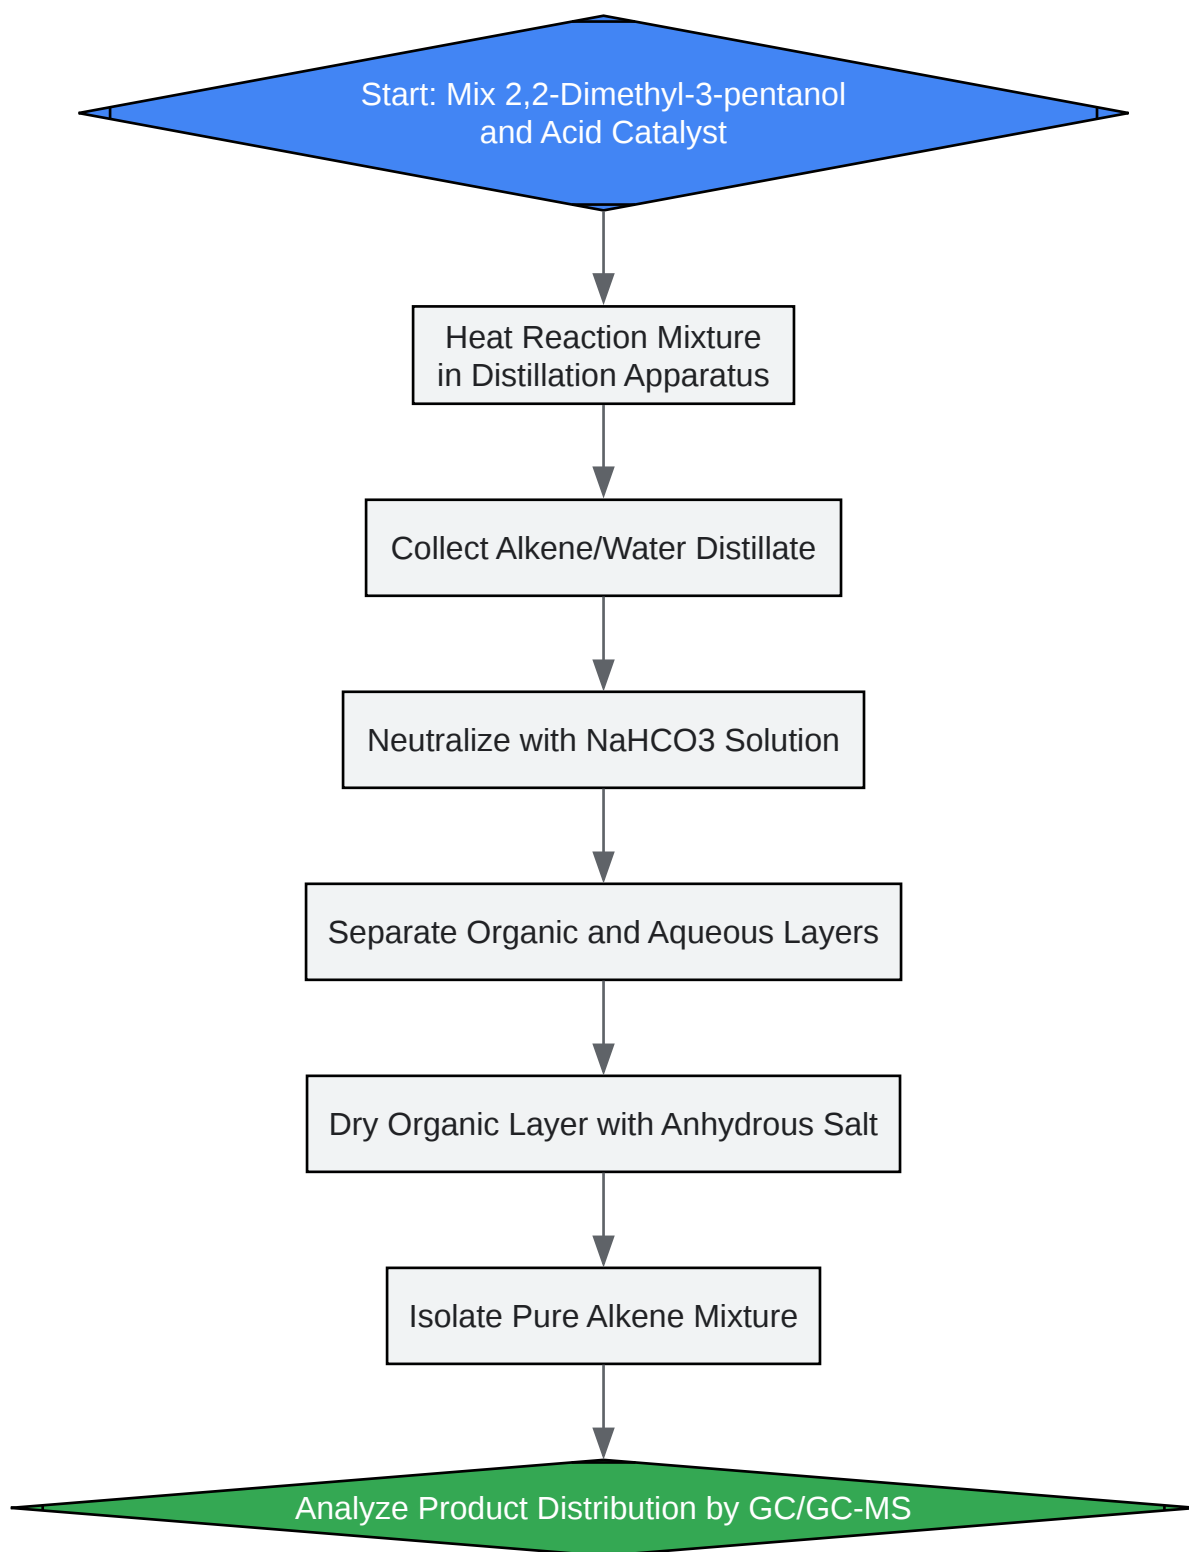 Start: Mix 2,2-Dimethyl-3-pentanol
and Acid Catalyst
Heat Reaction Mixture
in Distillation Apparatus
Collect Alkene/Water Distillate
Neutralize with NaHCO3 Solution
Separate Organic and Aqueous Layers
Dry Organic Layer with Anhydrous Salt
Isolate Pure Alkene Mixture
Analyze Product Distribution by GC/GC-MS